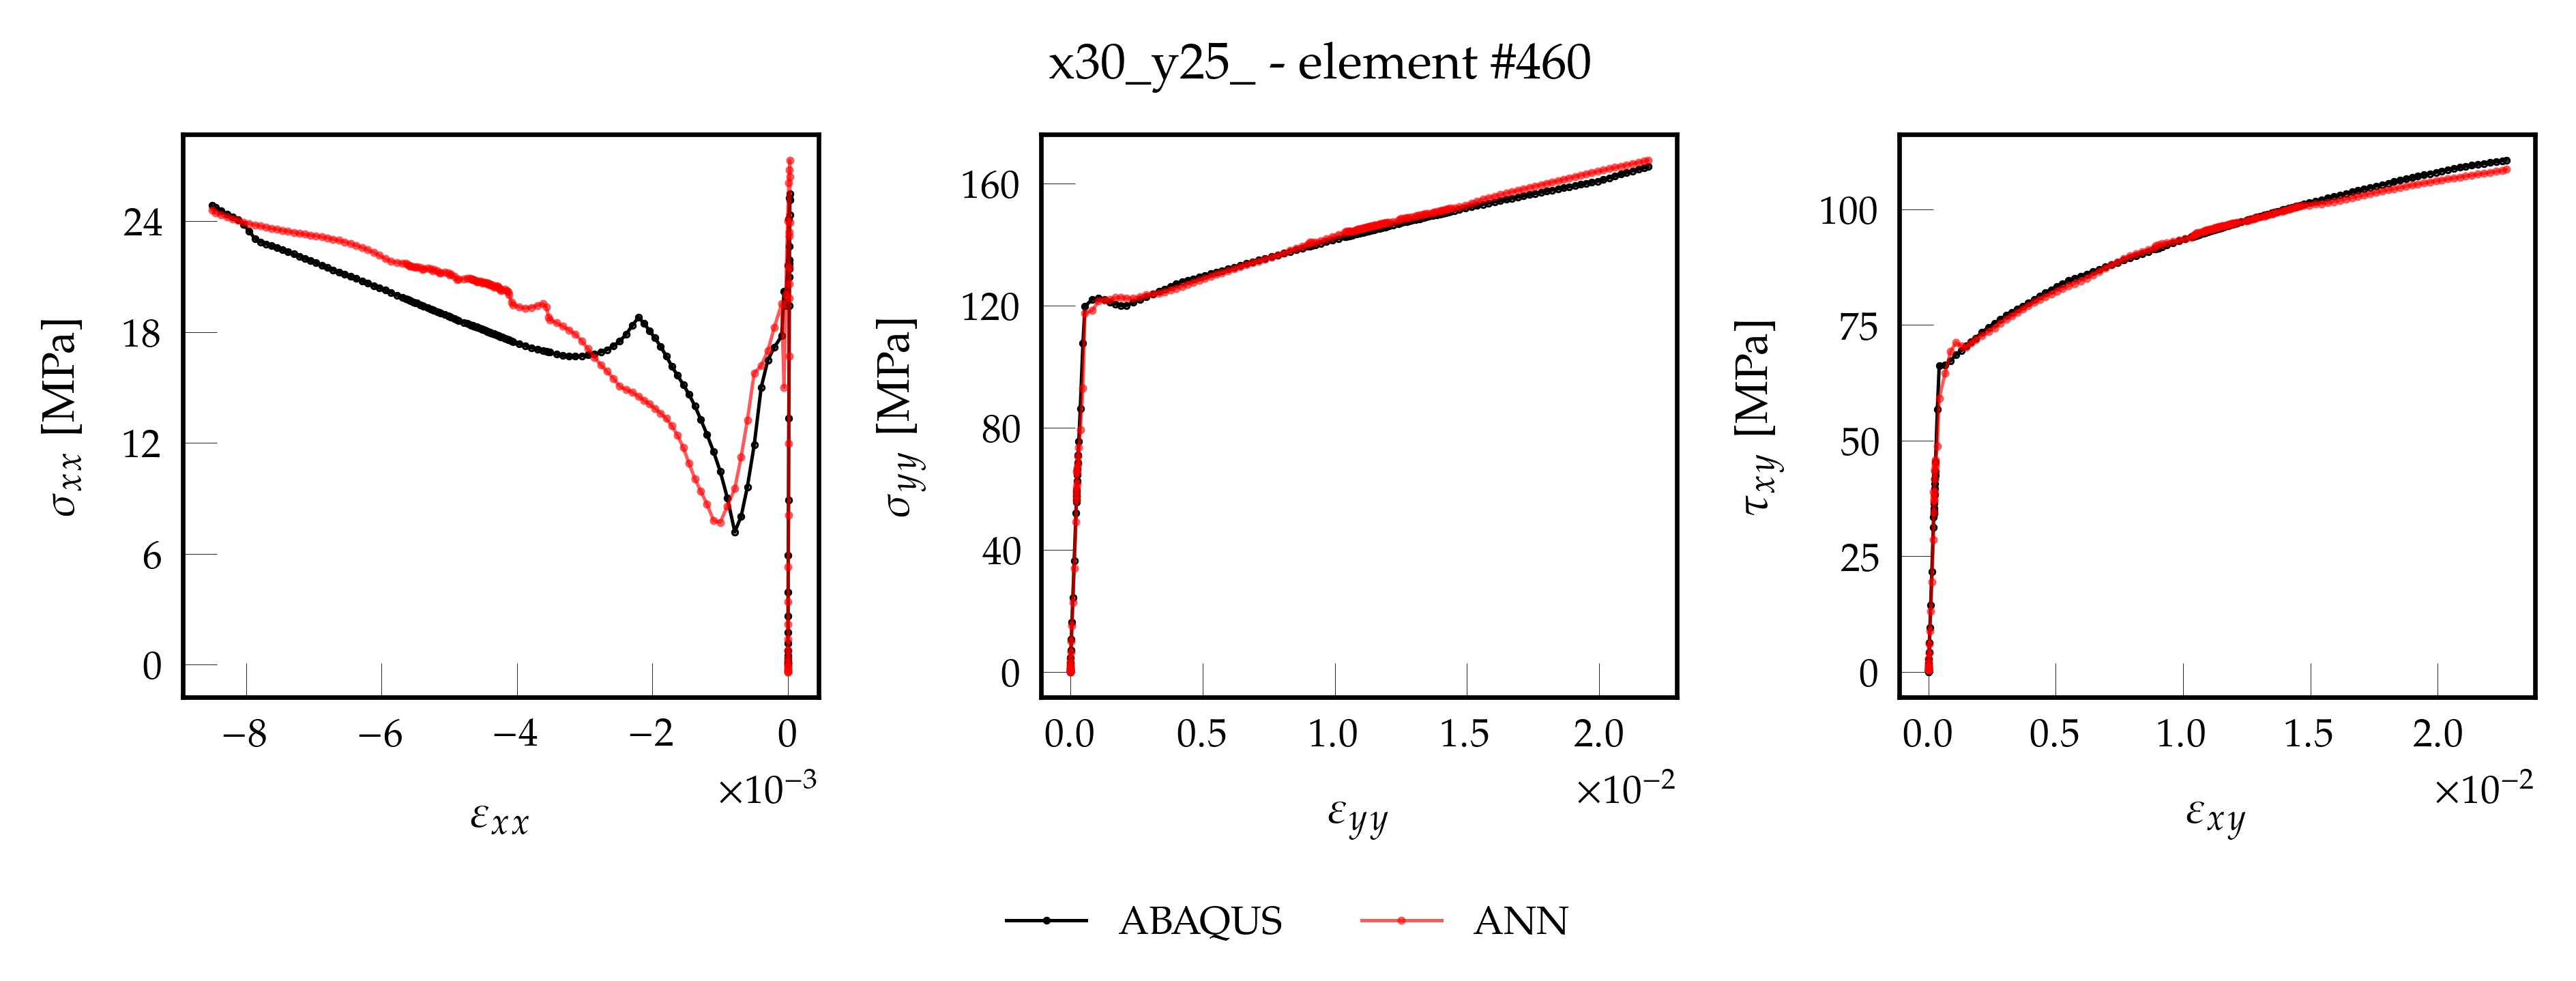 x30_y25_ - element #460
σxx [MPa]
24
18
12
6
0
−8 −6 −4 −2 0
×10−3
εxx
σyy [MPa]
160
120
80
40
0
0.0 0.5 1.0 1.5 2.0
×10−2
εyy
τxy [MPa]
100
75
50
25
0
0.0 0.5 1.0 1.5 2.0
×10−2
εxy
ABAQUS ANN